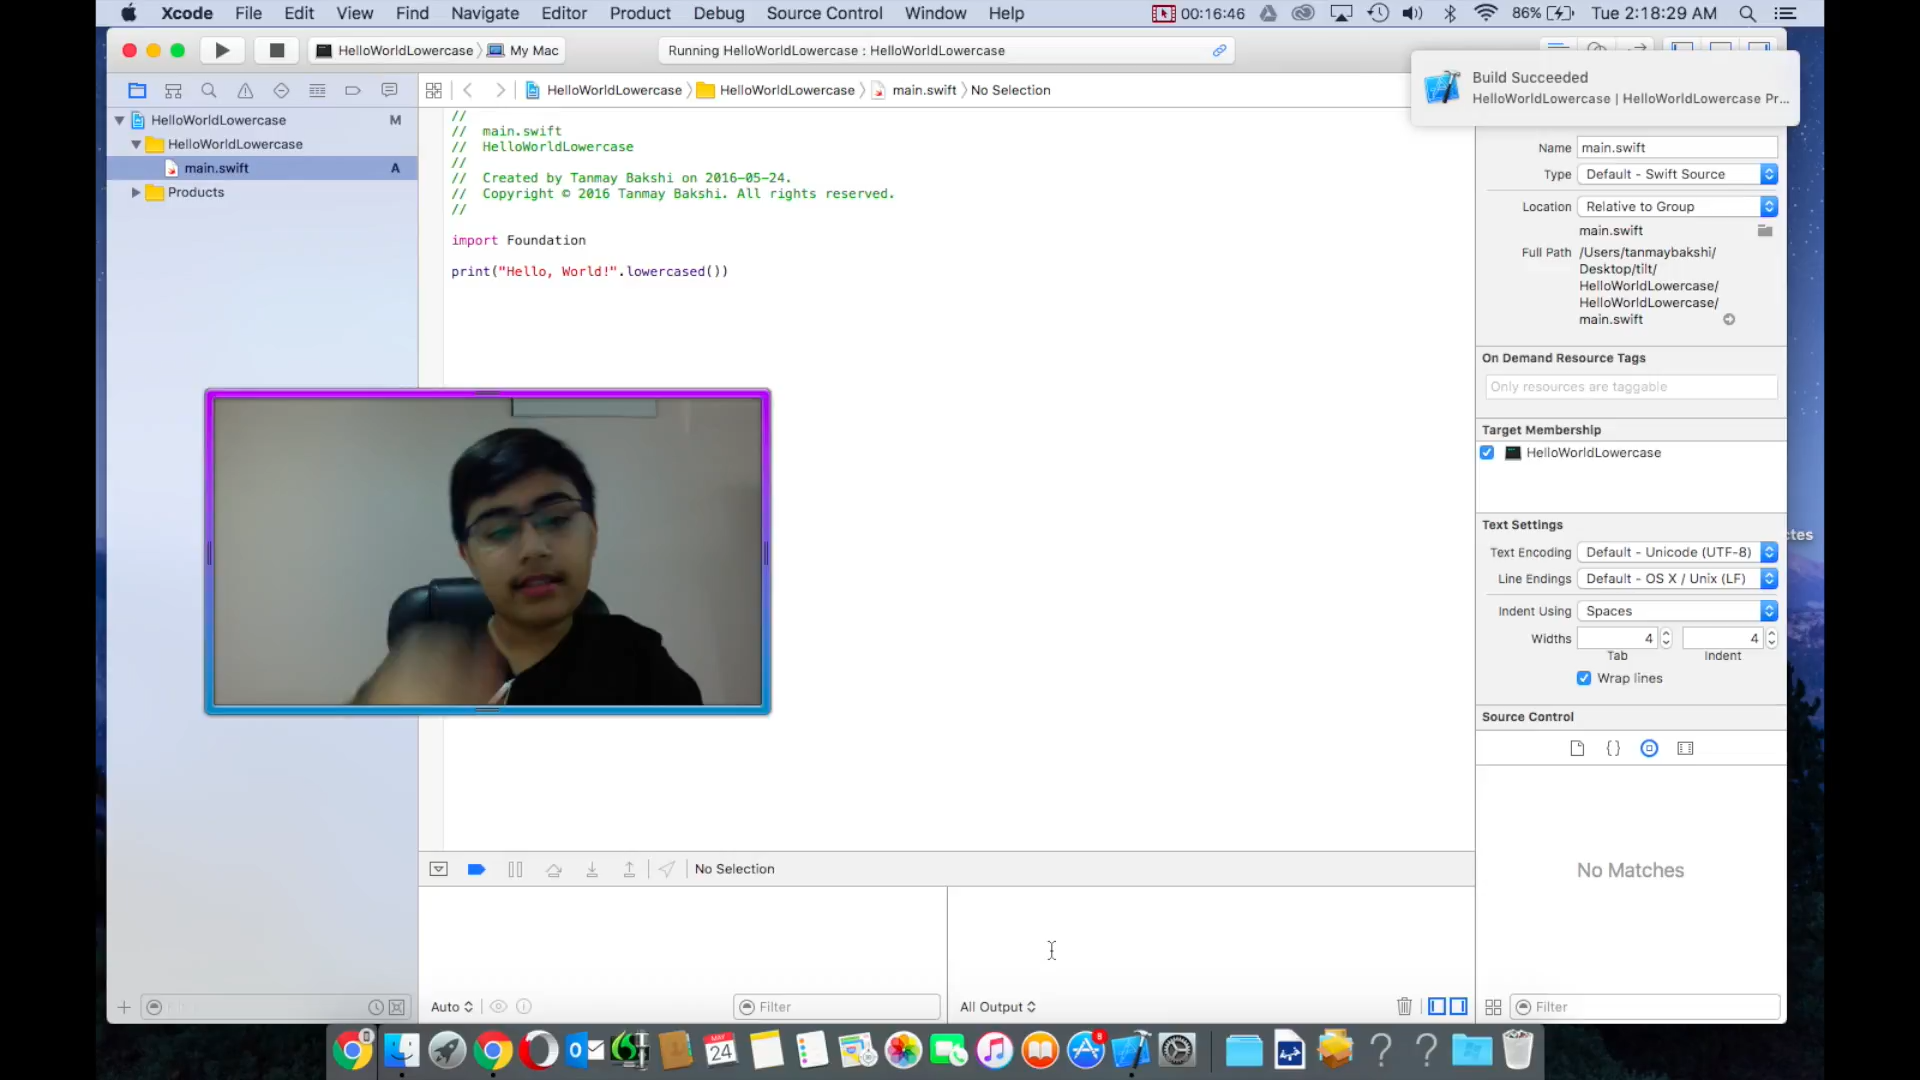 Xcode File Edit View Find Navigate Editor Product Debug Source Control Window Help 00:16:46 86% Tue 2:18:29 AM
HelloWorldLowercase My Mac Running HelloWorldLowercase : HelloWorldLowercase
Build Succeeded
HelloWorldLowercase | HelloWorldLowercase Pr...
HelloWorldLowercase HelloWorldLowercase main.swift No Selection
HelloWorldLowercase M
HelloWorldLowercase
main.swift A
Products
//
// main.swift
// HelloWorldLowercase
//
// Created by Tanmay Bakshi on 2016-05-24.
// Copyright © 2016 Tanmay Bakshi. All rights reserved.
//
import Foundation
print("Hello, World!".lowercased())
Name main.swift
Type Default - Swift Source
Location Relative to Group
main.swift
Full Path /Users/tanmaybakshi/
Desktop/tilt/
HelloWorldLowercase/
HelloWorldLowercase/
main.swift
On Demand Resource Tags
Only resources are taggable
Target Membership
HelloWorldLowercase
Text Settings
ctes
Text Encoding Default - Unicode (UTF-8)
Line Endings Default - OS X / Unix (LF)
Indent Using Spaces
Widths 4 4
Tab Indent
Wrap lines
Source Control
{}
No Matches
No Selection
Auto Filter All Output Filter
MAY
24
8